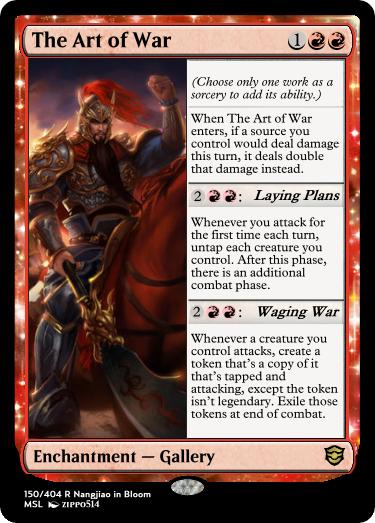 The Art of War 1
(Choose only one work as a
sorcery to add its ability.)
When The Art of War
enters, if a source you
control would deal damage
this turn, it deals double
that damage instead.
2 : Laying Plans
Whenever you attack for
the first time each turn,
untap each creature you
control. After this phase,
there is an additional
combat phase.
2 : Waging War
Whenever a creature you
control attacks, create a
token that's a copy of it
that's tapped and
attacking, except the token
isn't legendary. Exile those
tokens at end of combat.
Enchantment — Gallery
150/404 R Nangjiao in Bloom
MSL ZIPPO514